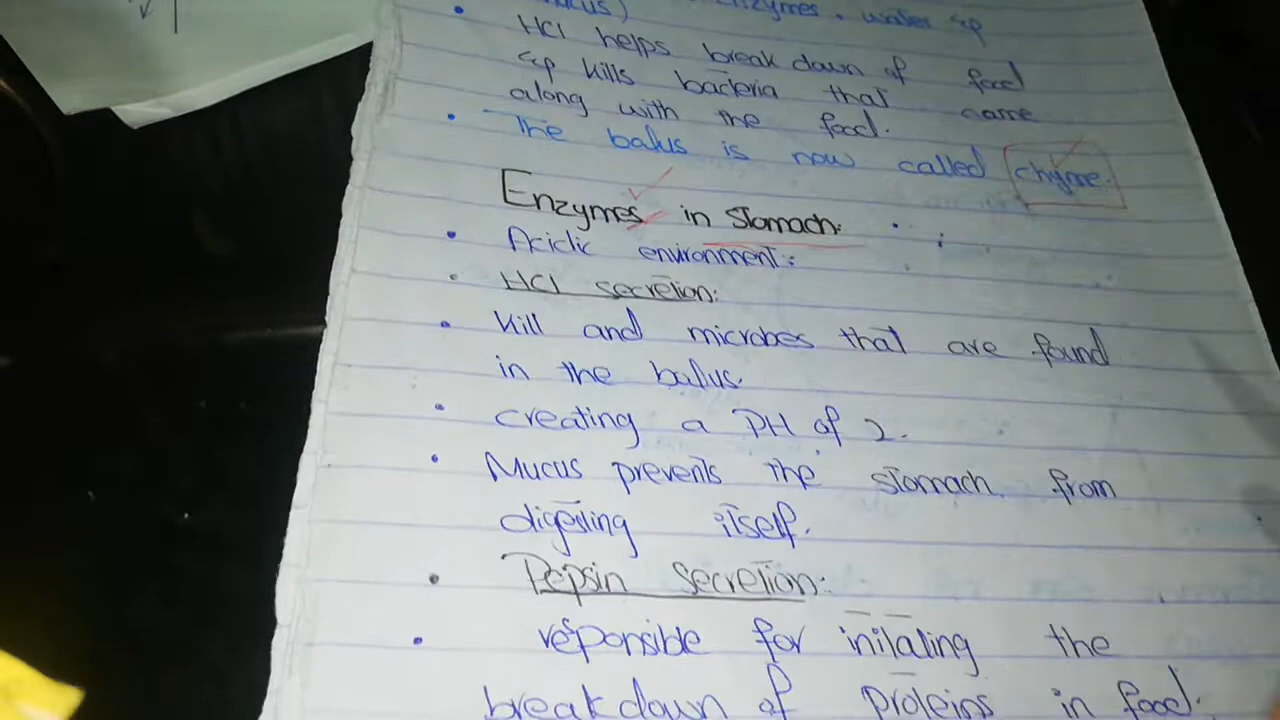 enzymes, water &
• HCl helps break down of food
& kills bacteria that came
along with the food.
• The bolus is now called chyme.
Enzymes in Stomach:
• Acidic environment:
• HCl secretion:
• Kill and microbes that are found
in the bolus.
• creating a PH of 2.
• Mucus prevents the stomach from
digesting itself.
• Pepsin secretion:
• responsible for initiating the
breakdown of proteins in food.